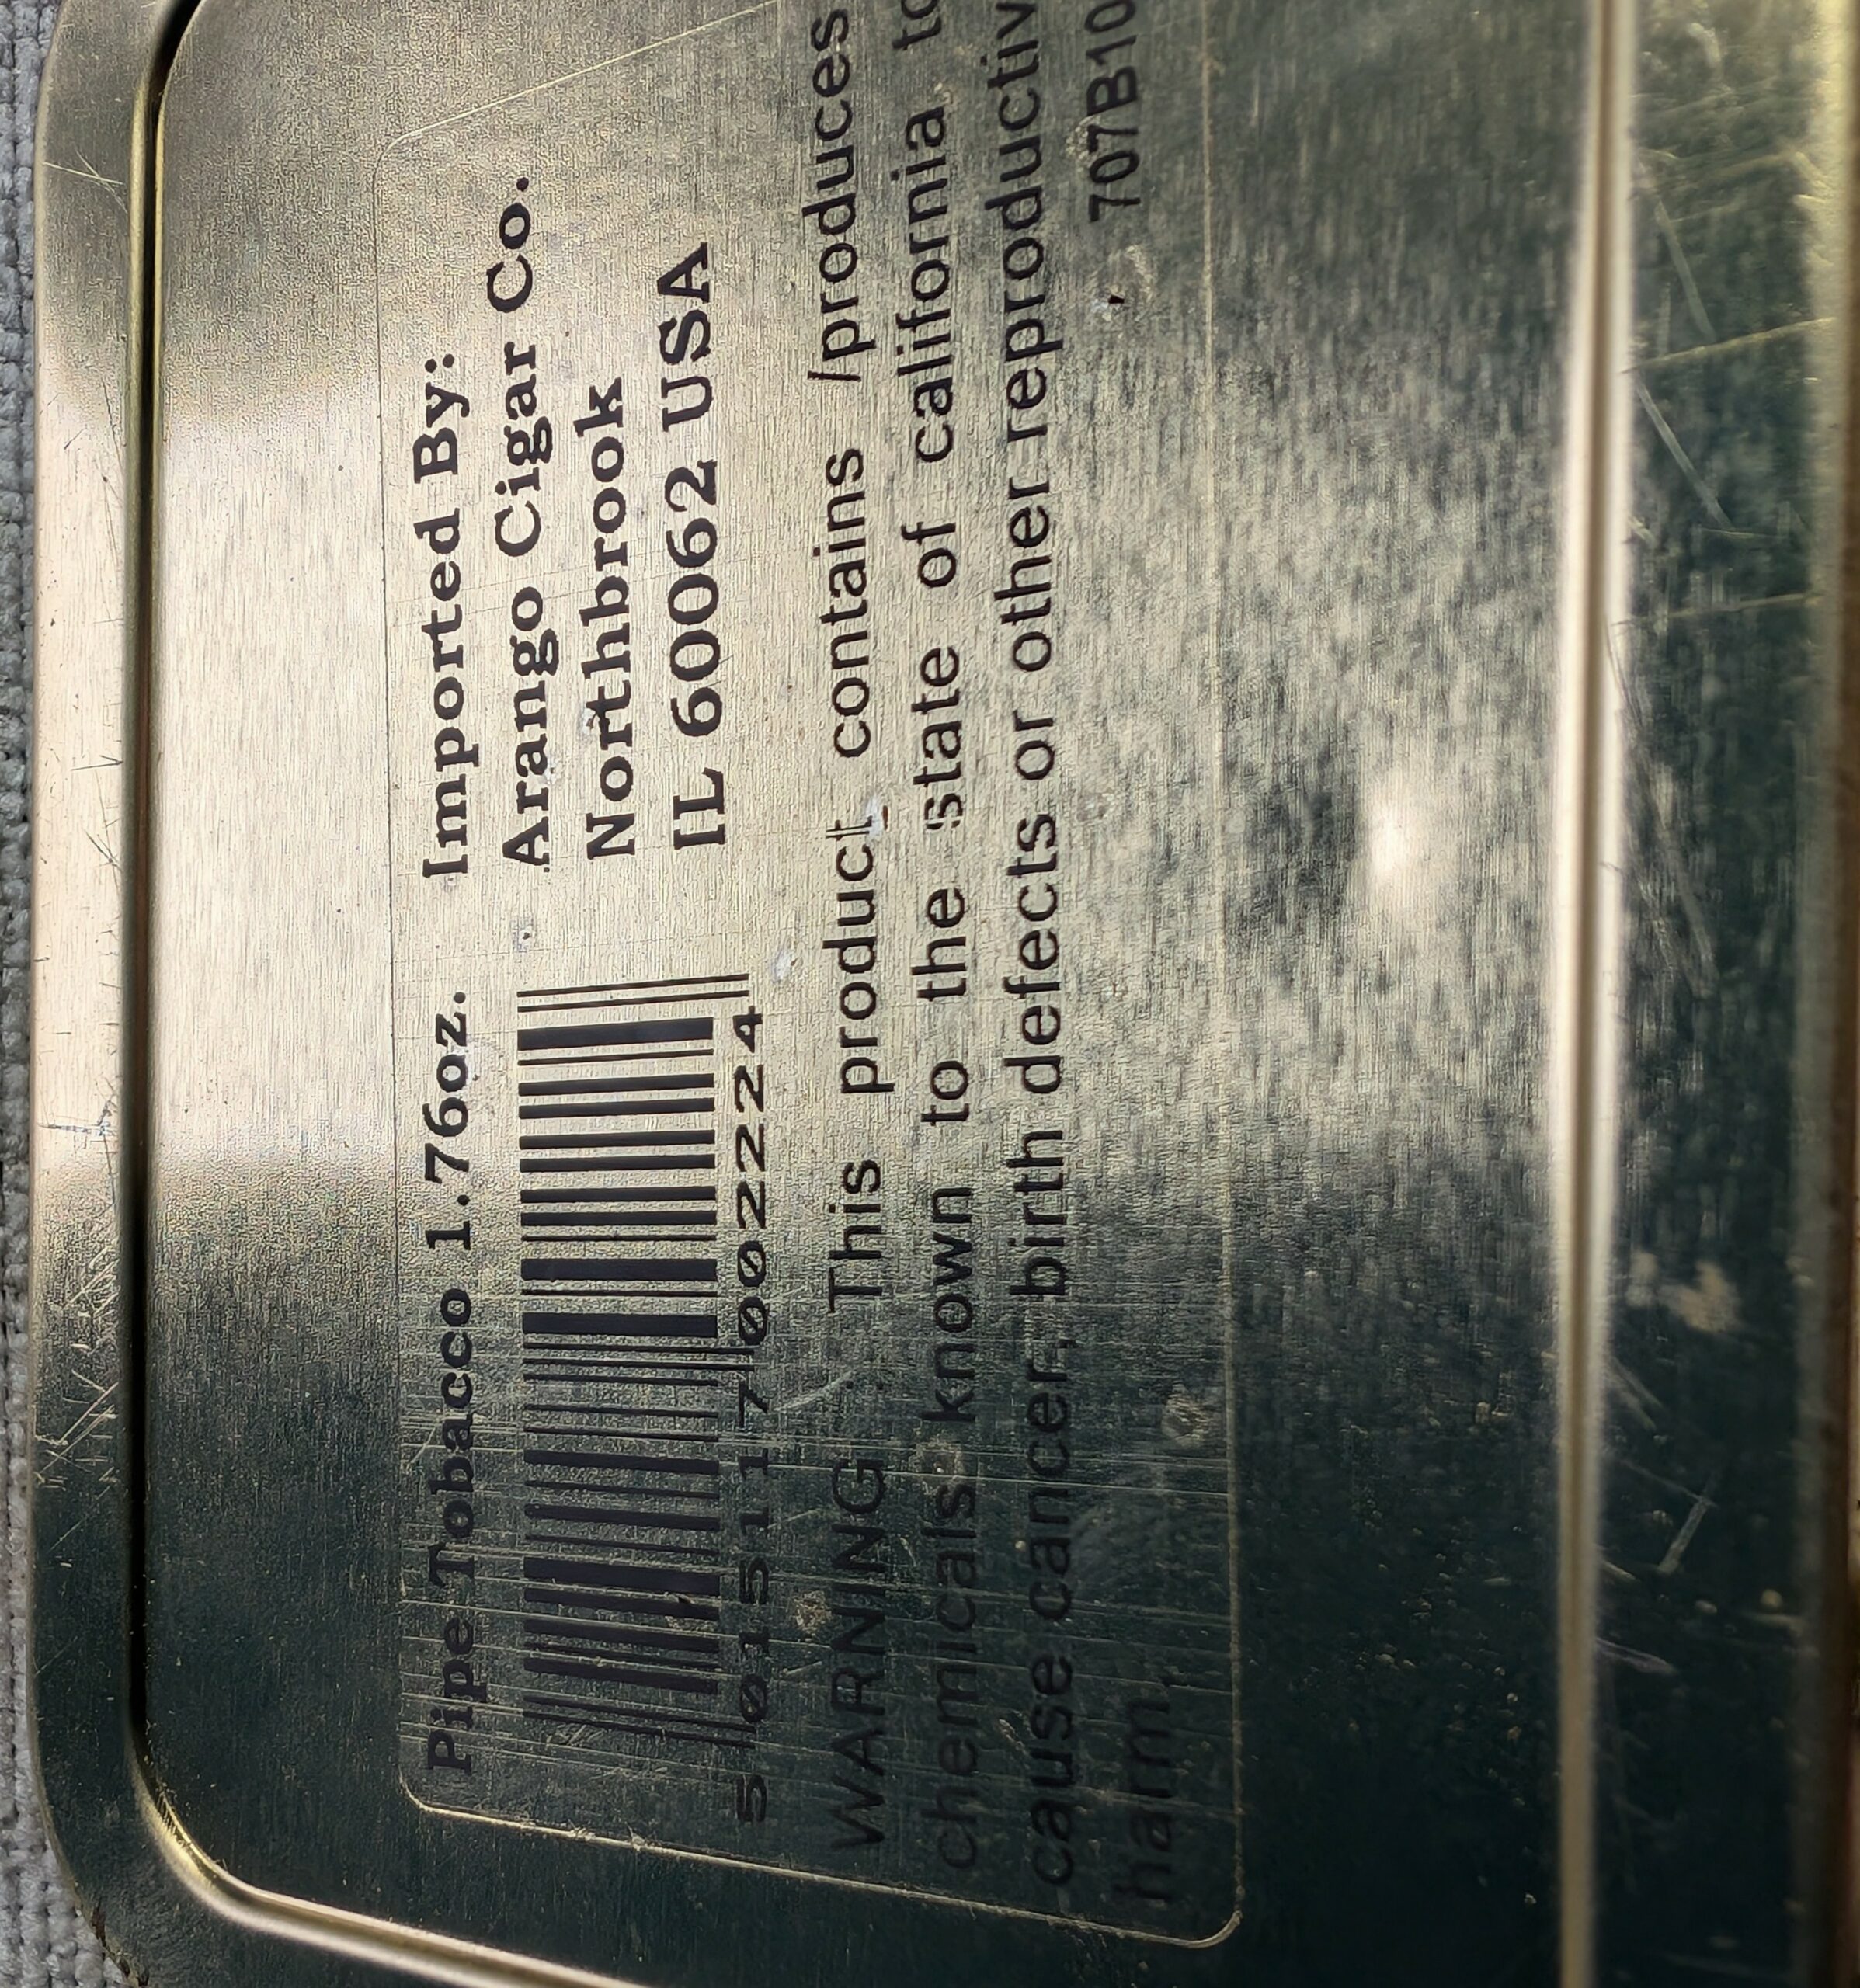 Pipe Tobacco 1.76oz.
Imported By:
Arango Cigar Co.
Northbrook
IL 60062 USA
5 015117 002224
WARNING: This product contains /produces
chemicals known to the state of california to
cause cancer, birth defects or other reproductiv
harm,
707B10